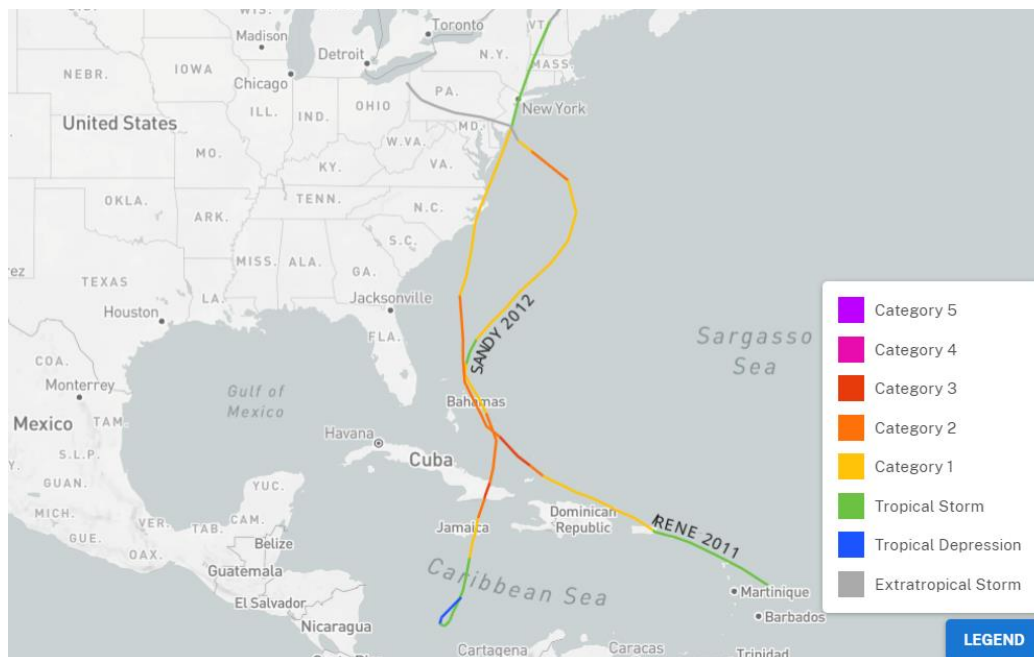 WIS.
Madison
Toronto
VT.
Detroit
N.Y.
MASS.
NEBR.
IOWA
Chicago
PA.
New York
United States
ILL.
IND.
OHIO
MD.
W.VA.
MO.
KY.
VA.
OKLA.
TENN.
N.C.
ARK.
S.C.
MISS.
ALA.
GA.
TEXAS
LA.
Jacksonville
Houston
FLA.
SANDY 2012
Sargasso
Sea
COA.
Monterrey
Gulf of
Mexico
Bahamas
Mexico
TAM.
Havana
Cuba
S.L.P.
GUAN.
YUC.
MICH.
VER.
TAB.
CAM.
Jamaica
Dominican
Republic
IRENE 2011
GUE.
OAX.
Belize
Guatemala
Caribbean Sea
El Salvador
Martinique
Nicaragua
Barbados
Cartagena
Caracas
Trinidad
Category 5
Category 4
Category 3
Category 2
Category 1
Tropical Storm
Tropical Depression
Extratropical Storm
LEGEND